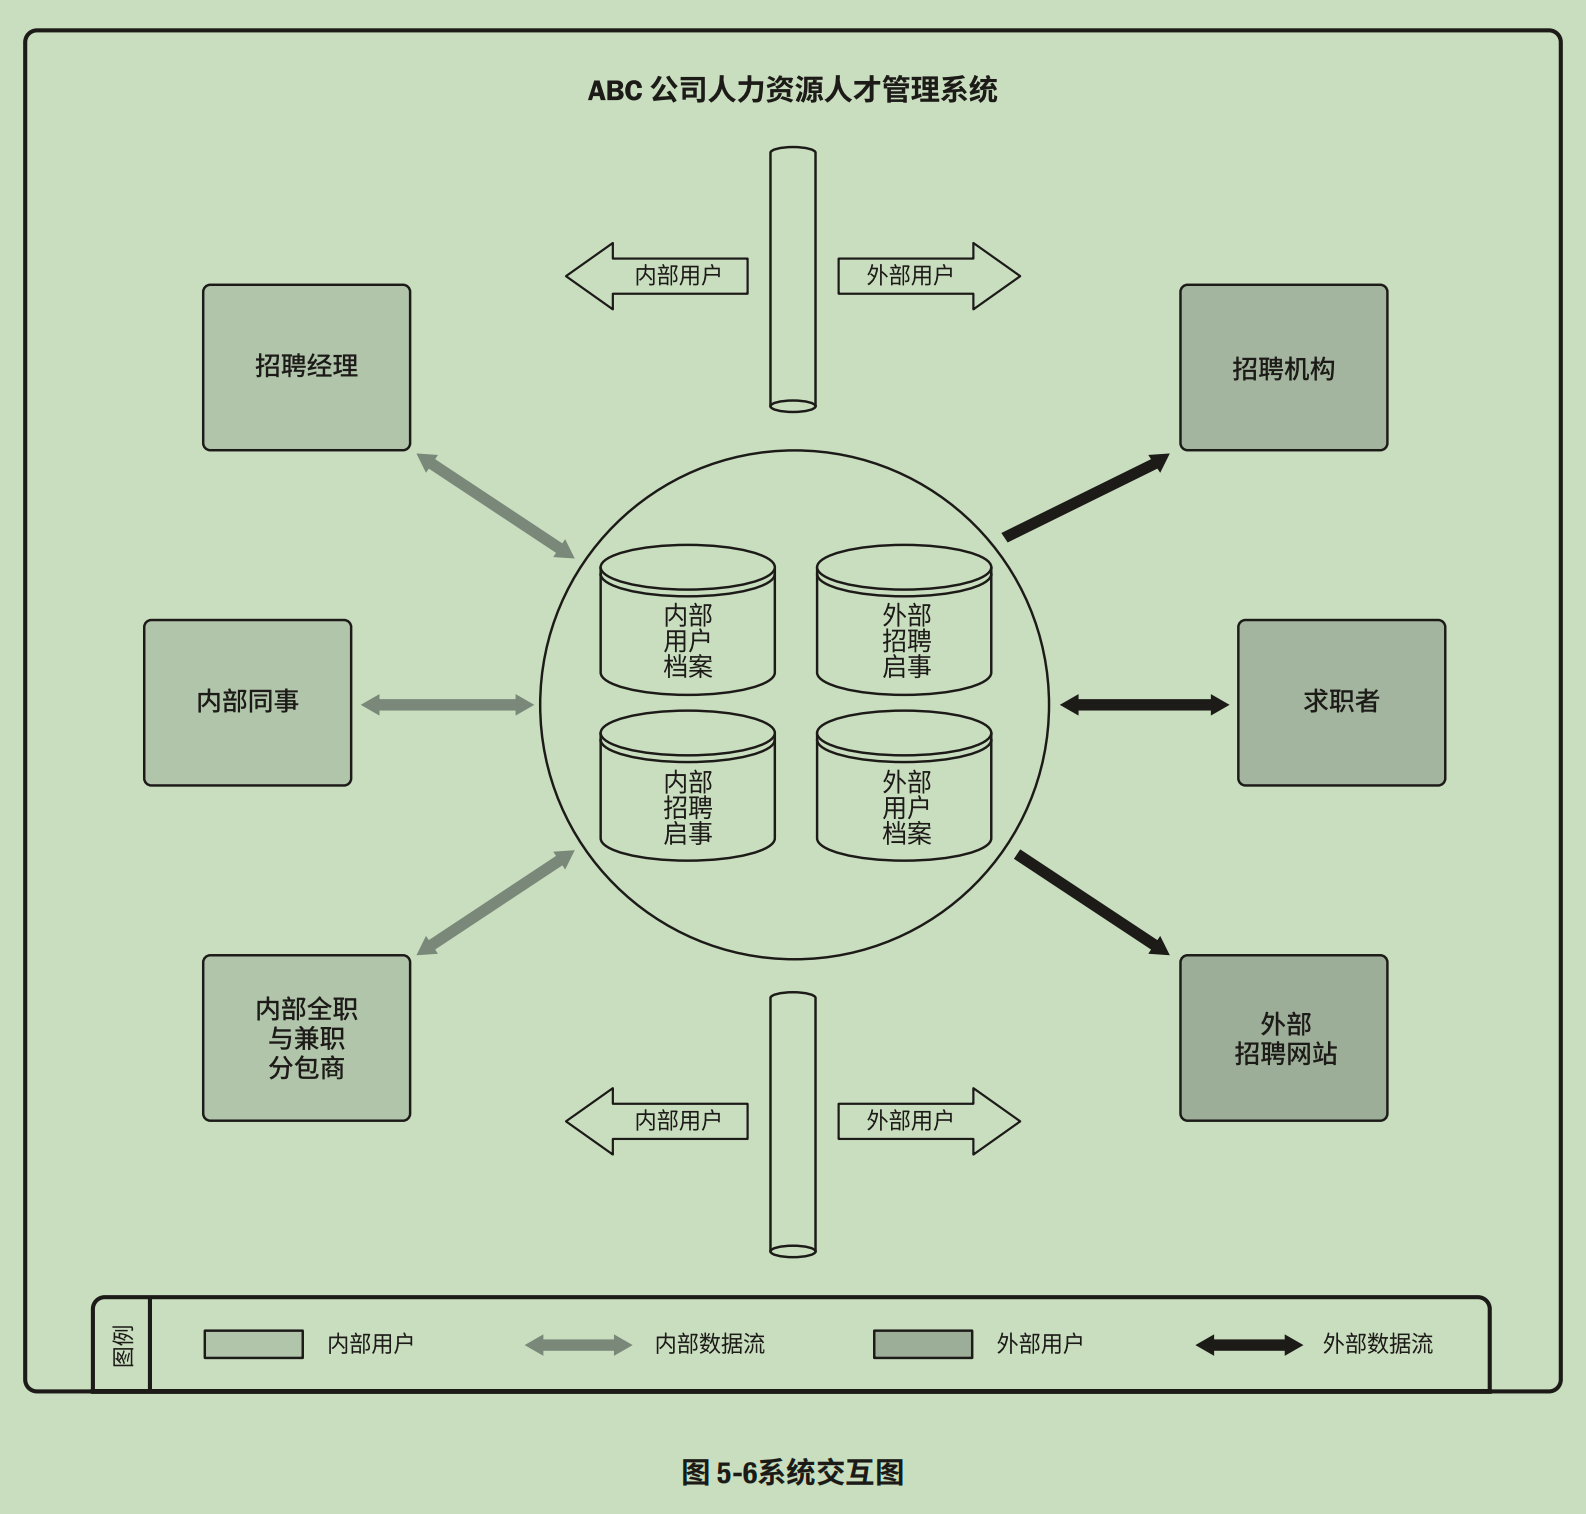 ABC 公司人力资源人才管理系统
内部用户
外部用户
招聘经理
招聘机构
内部
用户
档案
外部
招聘
启事
内部同事
求职者
内部
招聘
启事
外部
用户
档案
内部全职
与兼职
分包商
外部
招聘网站
内部用户
外部用户
图例
内部用户
内部数据流
外部用户
外部数据流
图 5-6系统交互图